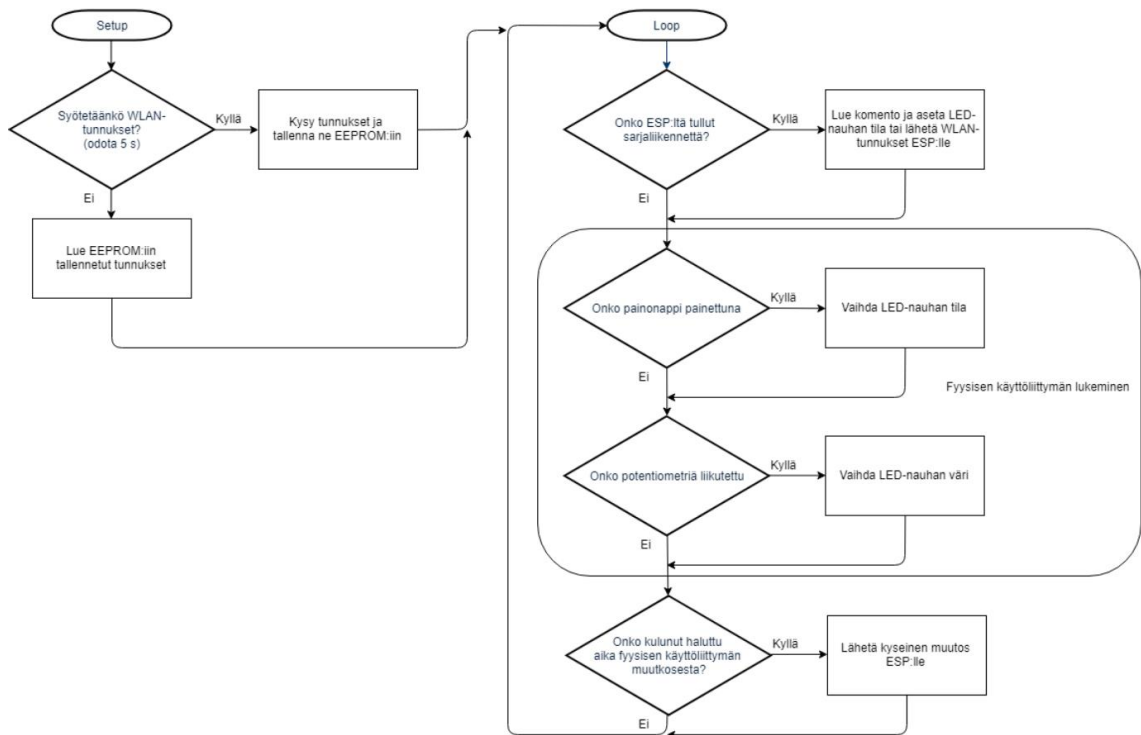 Setup
Syötetäänkö WLAN-
tunnukset?
(odota 5 s)
Kyllä
Kysy tunnukset ja
tallenna ne EEPROM:iin
Ei
Lue EEPROM:iin
tallennetut tunnukset
Loop
Onko ESP:ltä tullut
sarjaliikennettä?
Kyllä
Lue komento ja aseta LED-
nauhan tila tai lähetä WLAN-
tunnukset ESP:lle
Ei
Onko painonappi painettuna
Kyllä
Vaihda LED-nauhan tila
Ei
Fyysisen käyttöliittymän lukeminen
Onko potentiometriä liikutettu
Kyllä
Vaihda LED-nauhan väri
Ei
Onko kulunut haluttu
aika fyysisen käyttöliittymän
muutkosesta?
Kyllä
Lähetä kyseinen muutos
ESP:lle
Ei